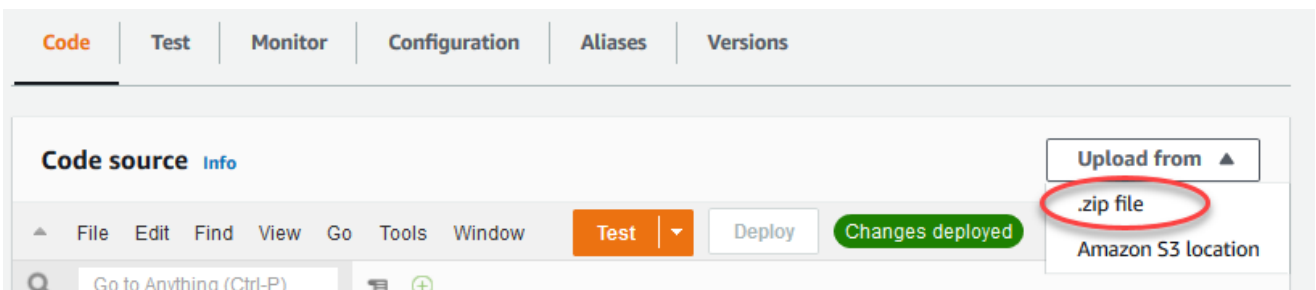 Code Test Monitor Configuration Aliases Versions
Code source Info
Upload from
.zip file
Amazon S3 location
File Edit Find View Go Tools Window Test Deploy Changes deployed
Go to Anything (Ctrl-P)